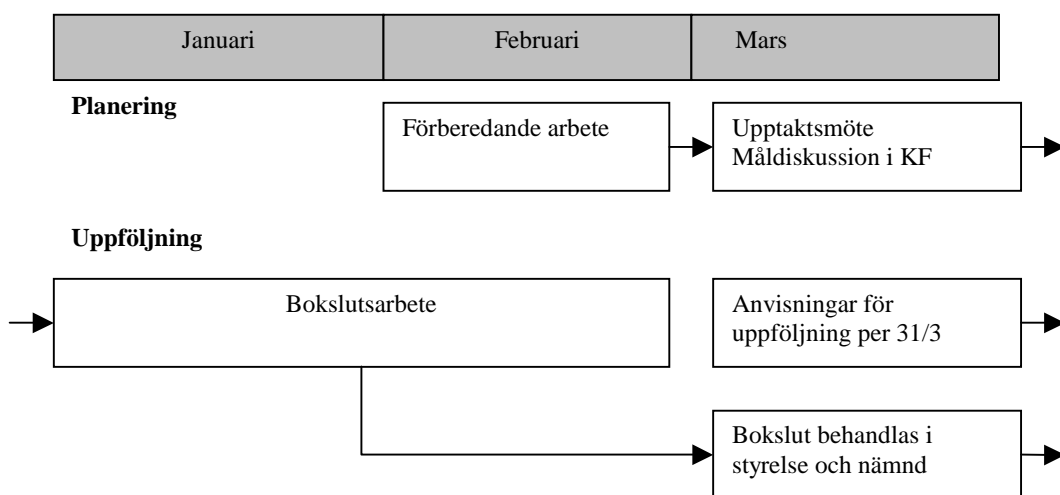 Januari
Februari
Mars
Planering
Förberedande arbete
Upptaktsmöte
Måldiskussion i KF
Uppföljning
Bokslutsarbete
Anvisningar för
uppföljning per 31/3
Bokslut behandlas i
styrelse och nämnd